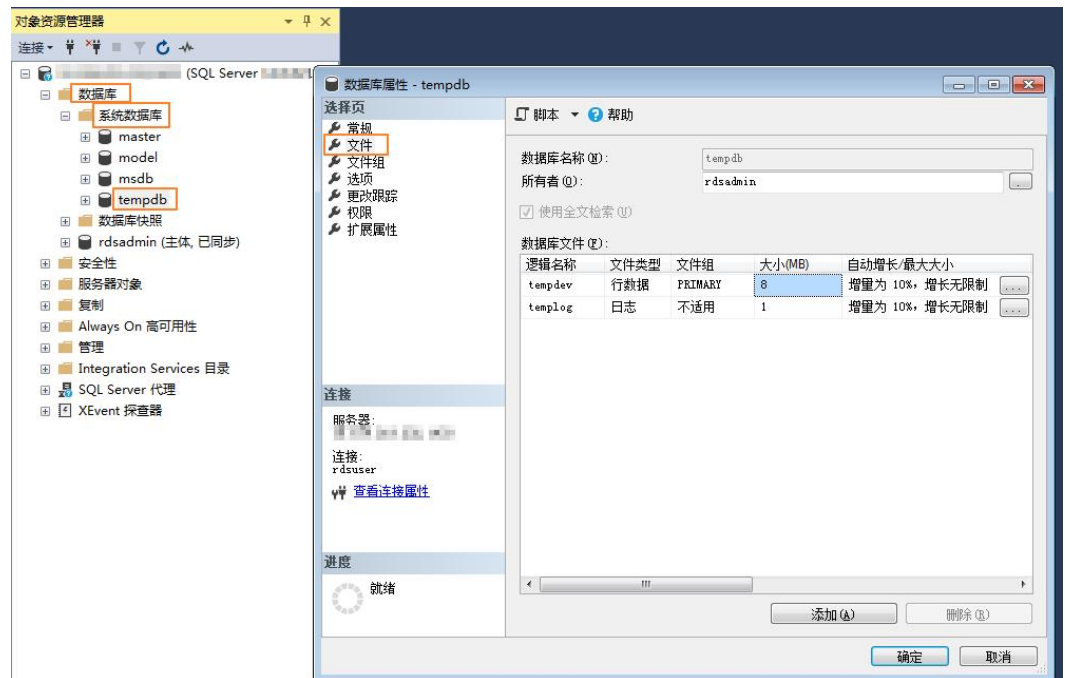 对象资源管理器
连接
(SQL Server
数据库
系统数据库
master
model
msdb
tempdb
数据库快照
rdsadmin (主体, 已同步)
安全性
服务器对象
复制
Always On 高可用性
管理
Integration Services 目录
SQL Server 代理
XEvent 探查器
数据库属性 - tempdb
选择页
常规
文件
文件组
选项
更改跟踪
权限
扩展属性
连接
服务器:
连接:
rdsuser
查看连接属性
进度
就绪
脚本 帮助
数据库名称(N): tempdb
所有者(O): rdsadmin
...
使用全文检索(U)
数据库文件(F):
逻辑名称 文件类型 文件组 大小(MB) 自动增长/最大大小
tempdev 行数据 PRIMARY 8 增量为 10%，增长无限制 ...
templog 日志 不适用 1 增量为 10%，增长无限制 ...
添加(A) 删除(R)
确定 取消